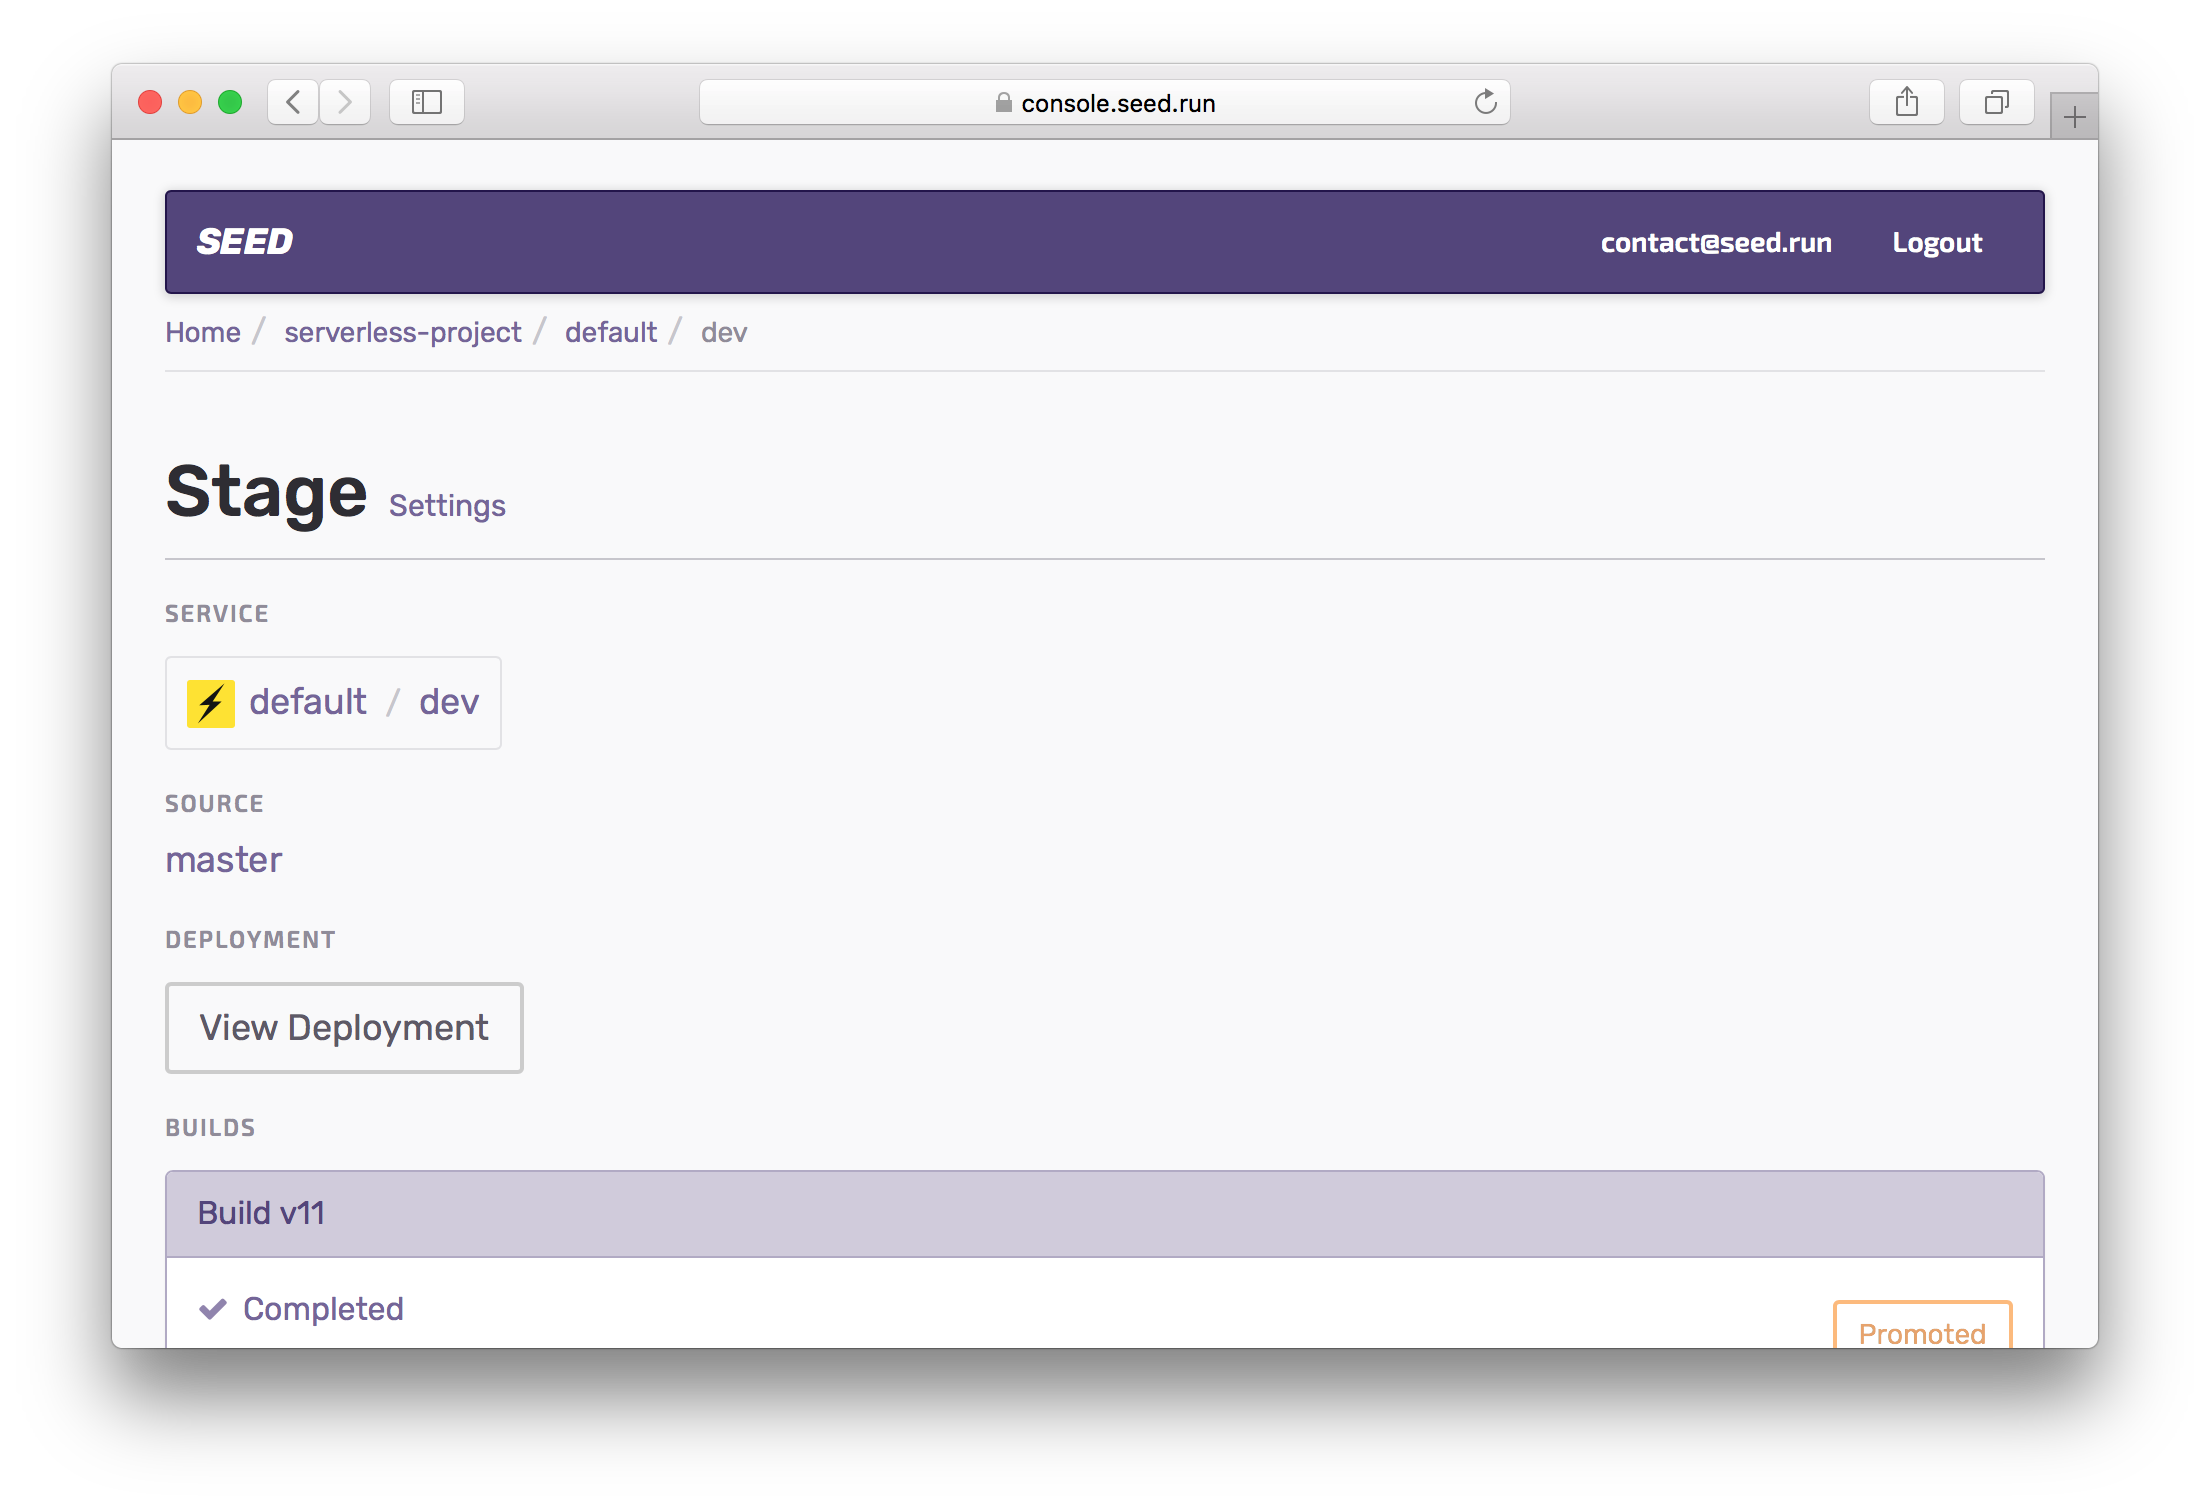 console.seed.run
SEED contact@seed.run Logout
Home / serverless-project / default / dev
Stage Settings
SERVICE
default / dev
SOURCE
master
DEPLOYMENT
View Deployment
BUILDS
Build v11
Completed
Promoted